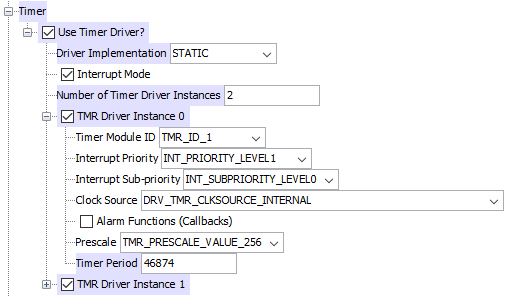 Timer
Use Timer Driver?
Driver Implementation STATIC
Interrupt Mode
Number of Timer Driver Instances 2
TMR Driver Instance 0
Timer Module ID TMR_ID_1
Interrupt Priority INT_PRIORITY_LEVEL1
Interrupt Sub-priority INT_SUBPRIORITY_LEVEL0
Clock Source DRV_TMR_CLKSOURCE_INTERNAL
Alarm Functions (Callbacks)
Prescale TMR_PRESCALE_VALUE_256
Timer Period 46874
TMR Driver Instance 1